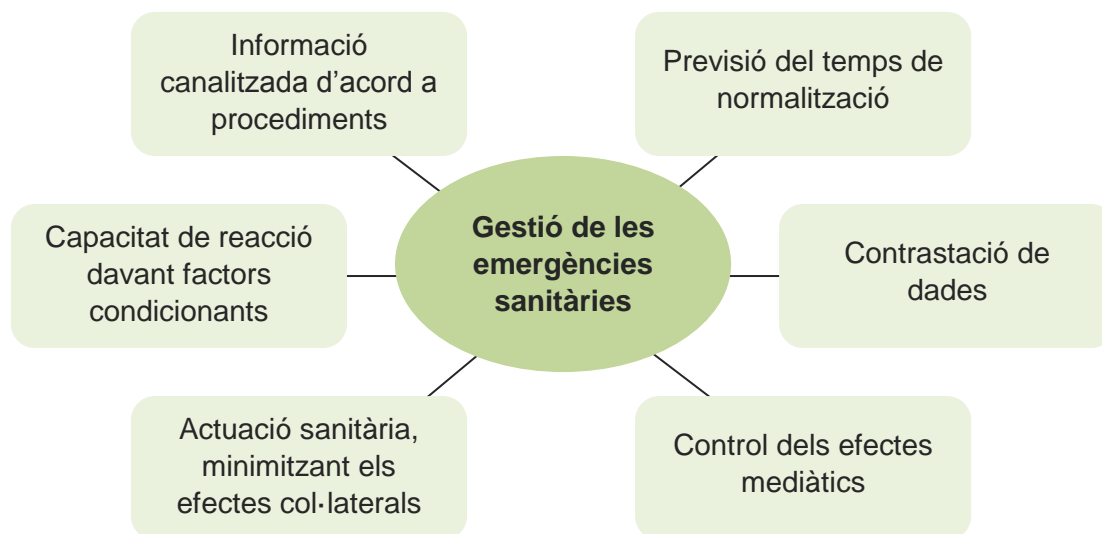 Informació
canalitzada d’acord a
procediments
Previsió del temps de
normalització
Capacitat de reacció
davant factors
condicionants
Gestió de les
emergències
sanitàries
Contrastació de
dades
Actuació sanitària,
minimitzant els
efectes col·laterals
Control dels efectes
mediàtics